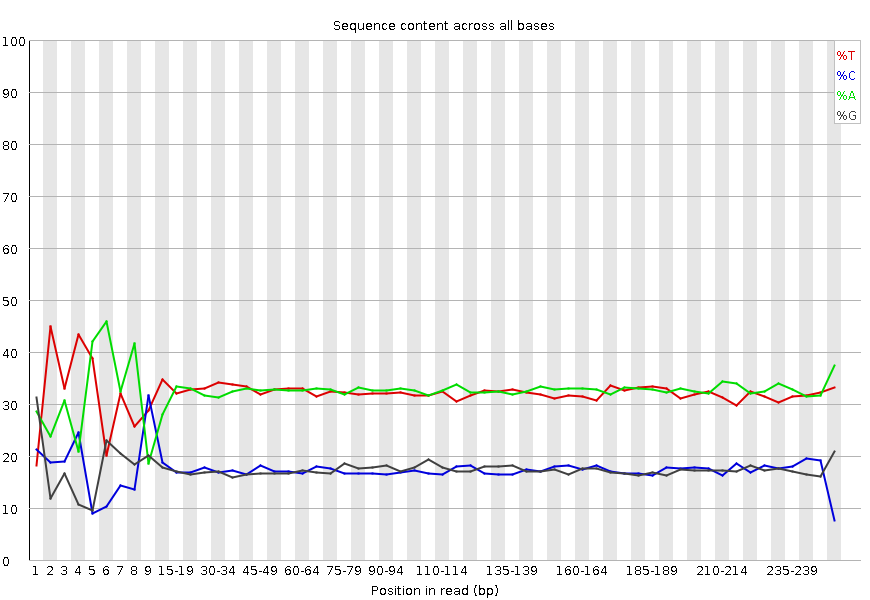 Sequence content across all bases
100
90
80
70
60
50
40
30
20
10
0
%T
%C
%A
%G
1 2 3 4 5 6 7 8 9 15-19 30-34 45-49 60-64 75-79 90-94 110-114 135-139 160-164 185-189 210-214 235-239
Position in read (bp)